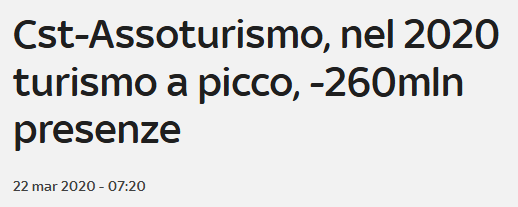 Cst-Assoturismo, nel 2020
turismo a picco, -260mln
presenze
22 mar 2020 - 07:20